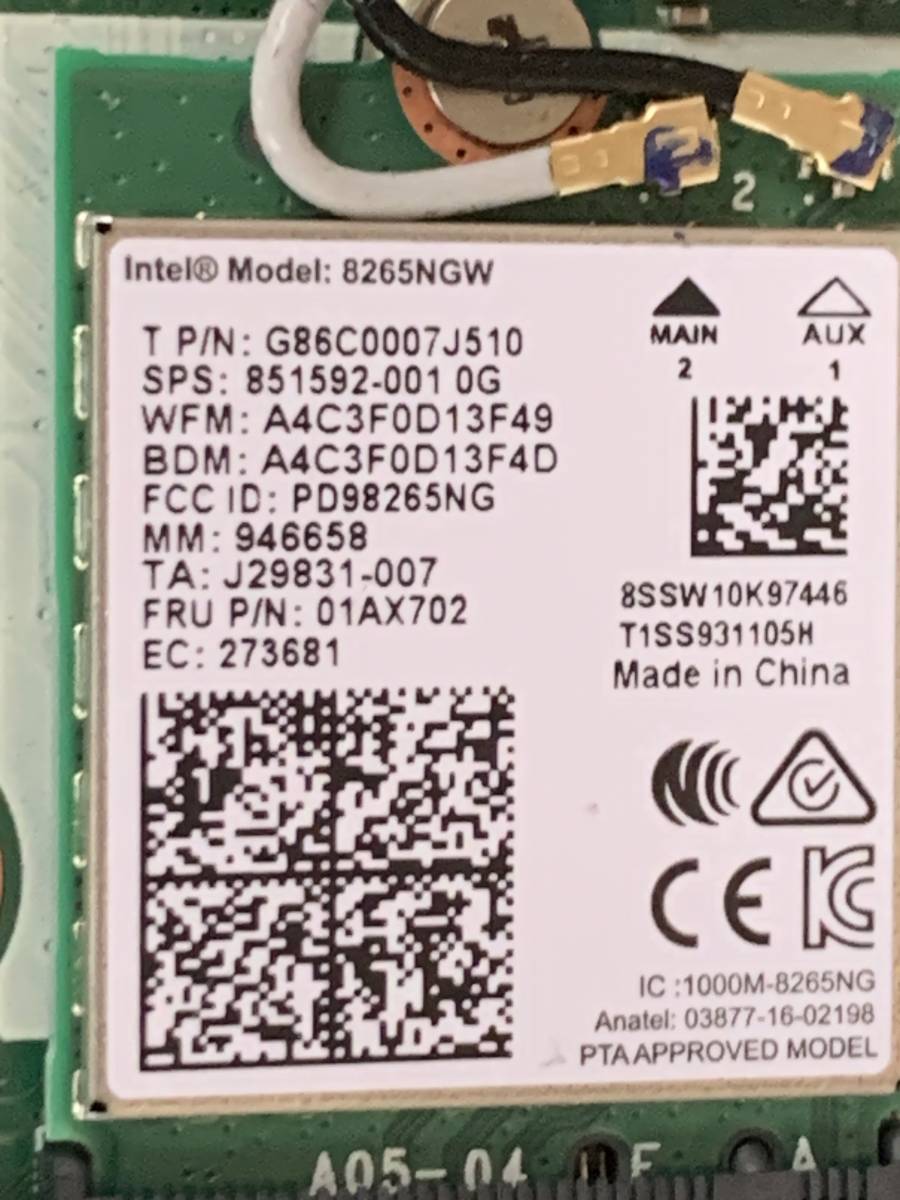 2
Intel® Model: 8265NGW
T P/N: G86C0007J510
SPS: 851592-001 0G
WFM: A4C3F0D13F49
BDM: A4C3F0D13F4D
FCC ID: PD98265NG
MM: 946658
TA: J29831-007
FRU P/N: 01AX702
EC: 273681
MAIN
2
AUX
1
8SSW10K97446
T1SS931105H
Made in China
CE
IC :1000M-8265NG
Anatel: 03877-16-02198
PTA APPROVED MODEL
A05-04